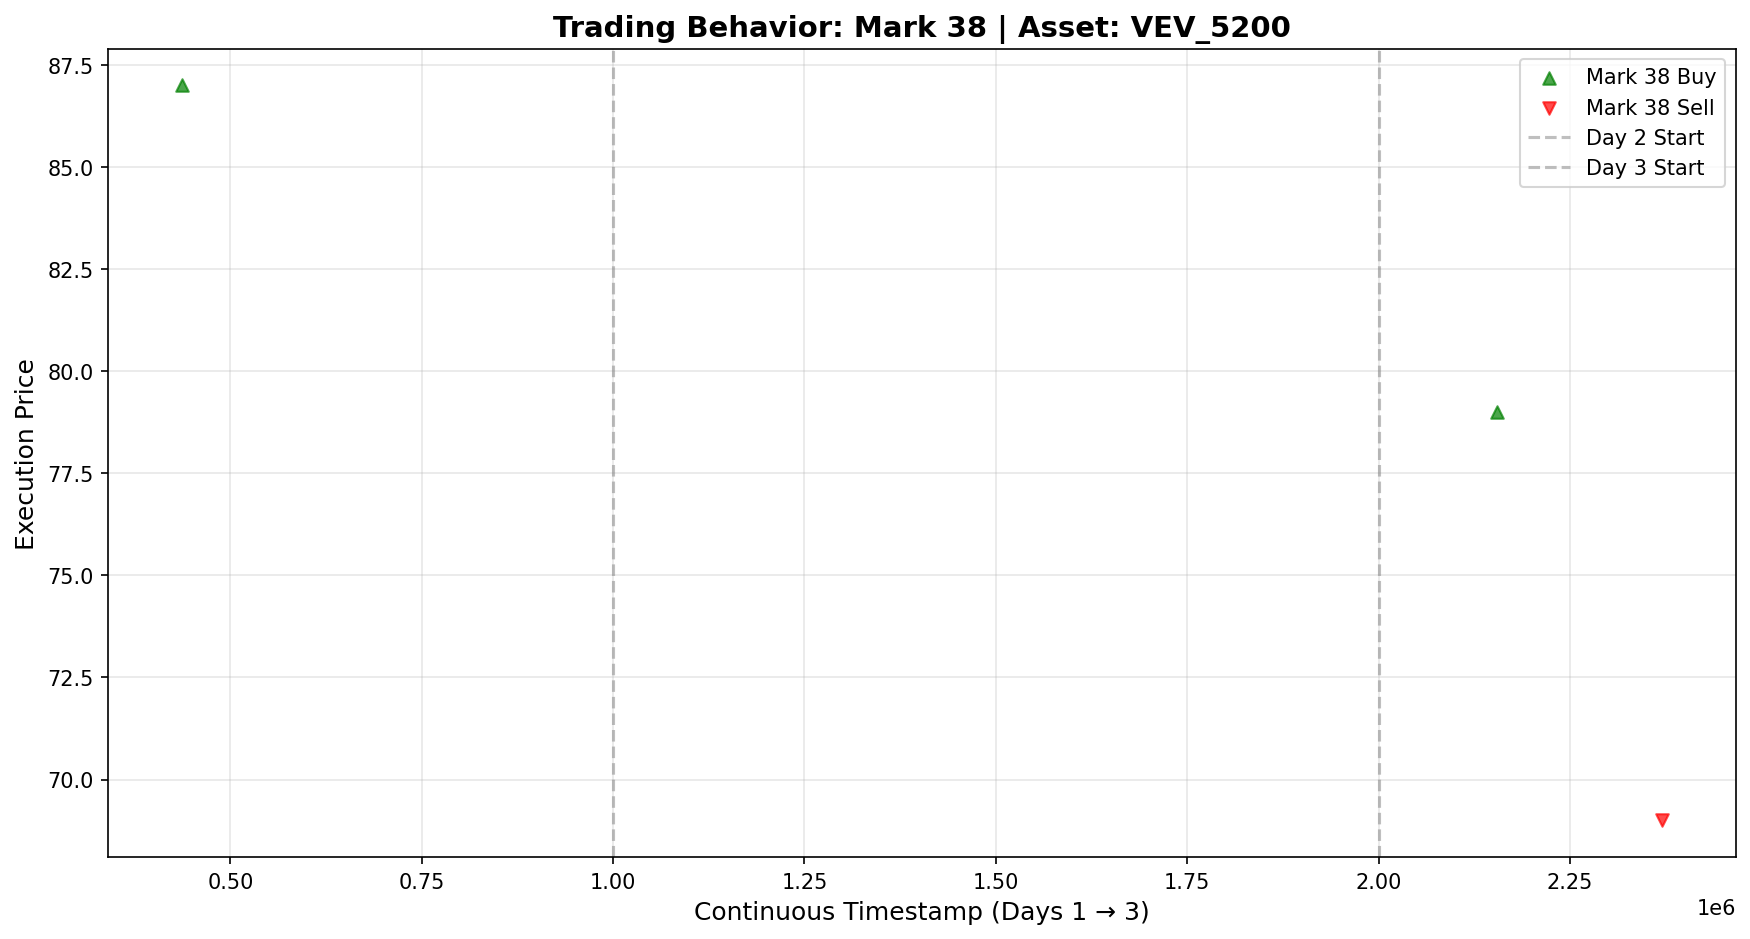 Trading Behavior: Mark 38 | Asset: VEV_5200
Mark 38 Buy
Mark 38 Sell
Day 2 Start
Day 3 Start
Execution Price
87.5
85.0
82.5
80.0
77.5
75.0
72.5
70.0
0.50 0.75 1.00 1.25 1.50 1.75 2.00 2.25
1e6
Continuous Timestamp (Days 1 → 3)